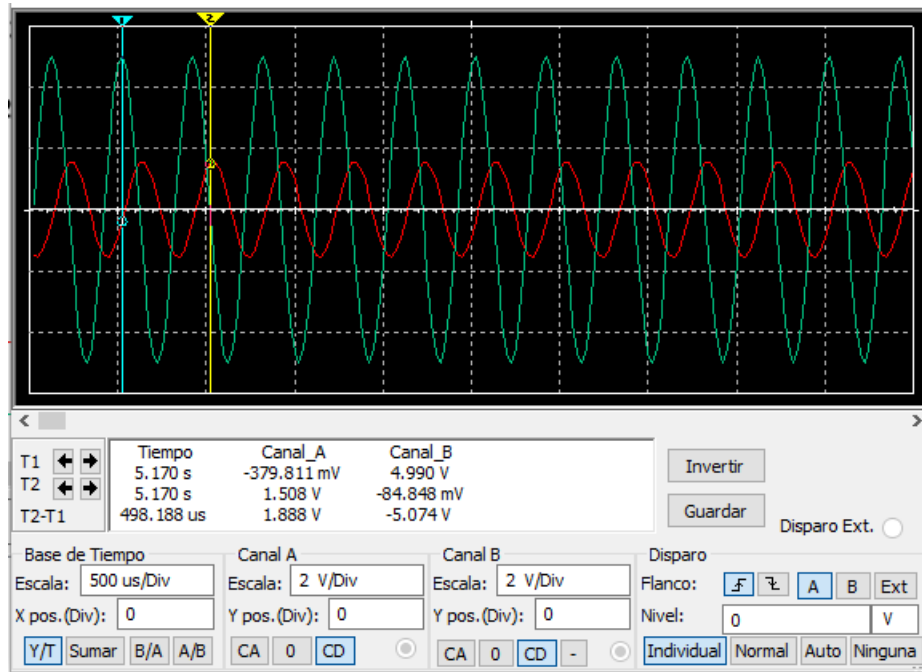 1 2
T1
T2
T2-T1
Tiempo Canal_A Canal_B
5.170 s -379.811 mV 4.990 V
5.170 s 1.508 V -84.848 mV
498.188 us 1.888 V -5.074 V
Invertir
Guardar
Disparo Ext.
Base de Tiempo
Escala: 500 us/Div
X pos.(Div): 0
Y/T Sumar B/A A/B
Canal A
Escala: 2 V/Div
Y pos.(Div): 0
CA 0 CD
Canal B
Escala: 2 V/Div
Y pos.(Div): 0
CA 0 CD -
Disparo
Flanco: A B Ext
Nivel: 0 V
Individual Normal Auto Ninguna